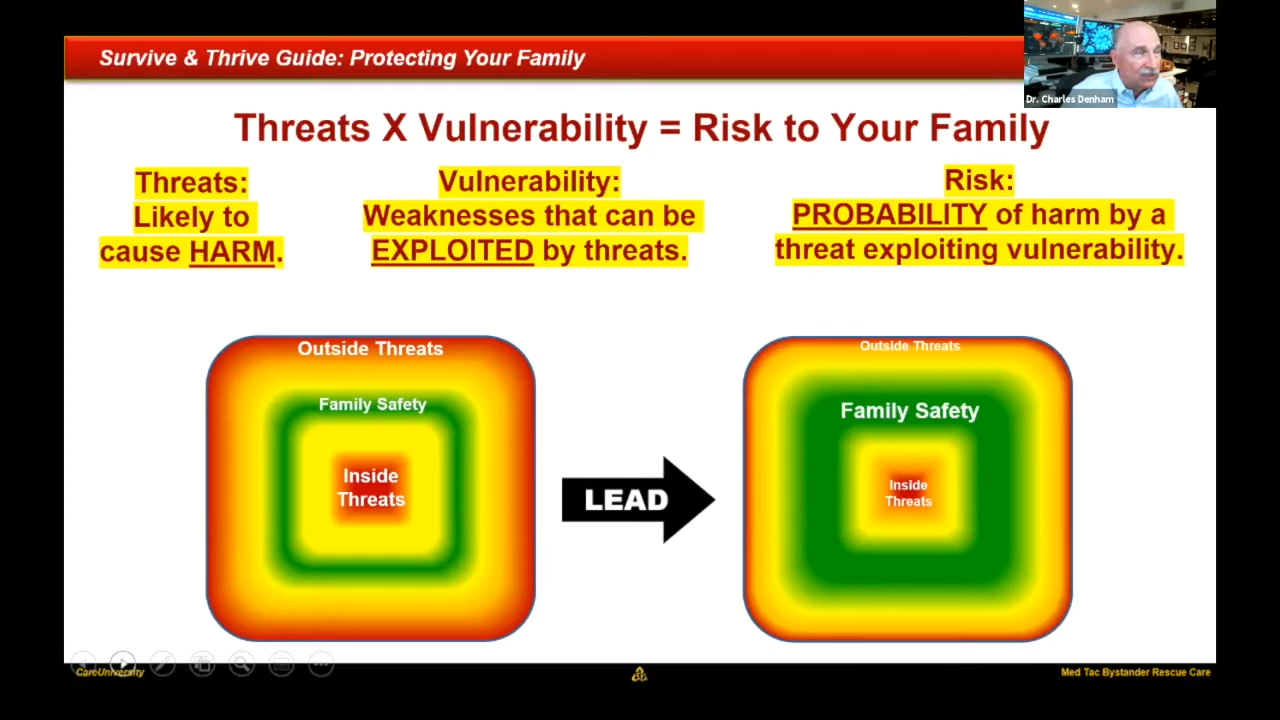 Survive & Thrive Guide: Protecting Your Family
Dr. Charles Denham
Threats X Vulnerability = Risk to Your Family
Threats:
Likely to
cause HARM.
Vulnerability:
Weaknesses that can be
EXPLOITED by threats.
Risk:
PROBABILITY of harm by a
threat exploiting vulnerability.
Outside Threats
Family Safety
Inside
Threats
LEAD
Outside Threats
Family Safety
Inside
Threats
CareUniversity
Med Tac Bystander Rescue Care